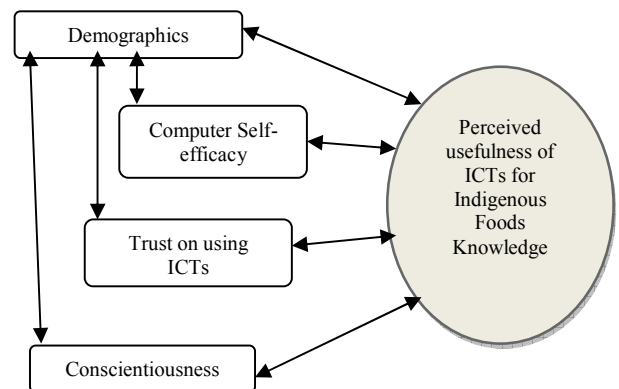 Demographics
Computer Self-
efficacy
Trust on using
ICTs
Conscientiousness
Perceived
usefulness of
ICTs for
Indigenous
Foods
Knowledge